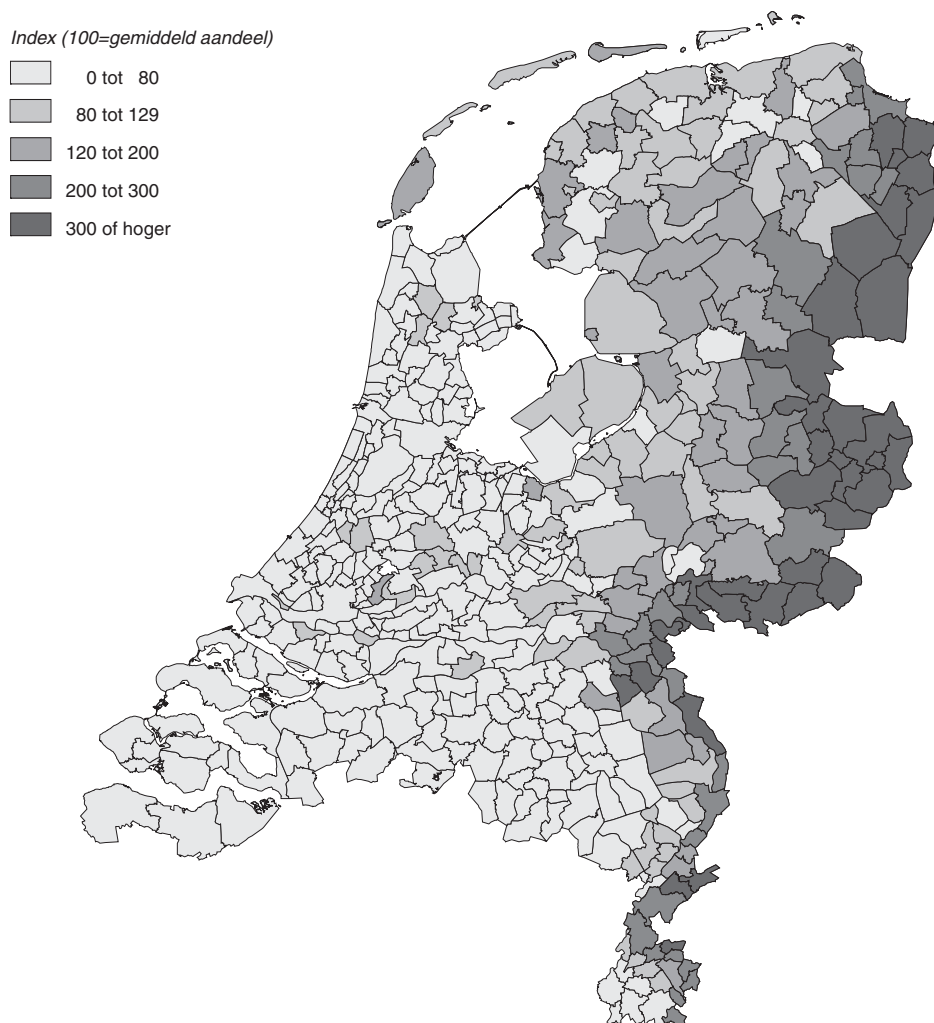 Index (100=gemiddeld aandeel)
0 tot 80
80 tot 129
120 tot 200
200 tot 300
300 of hoger